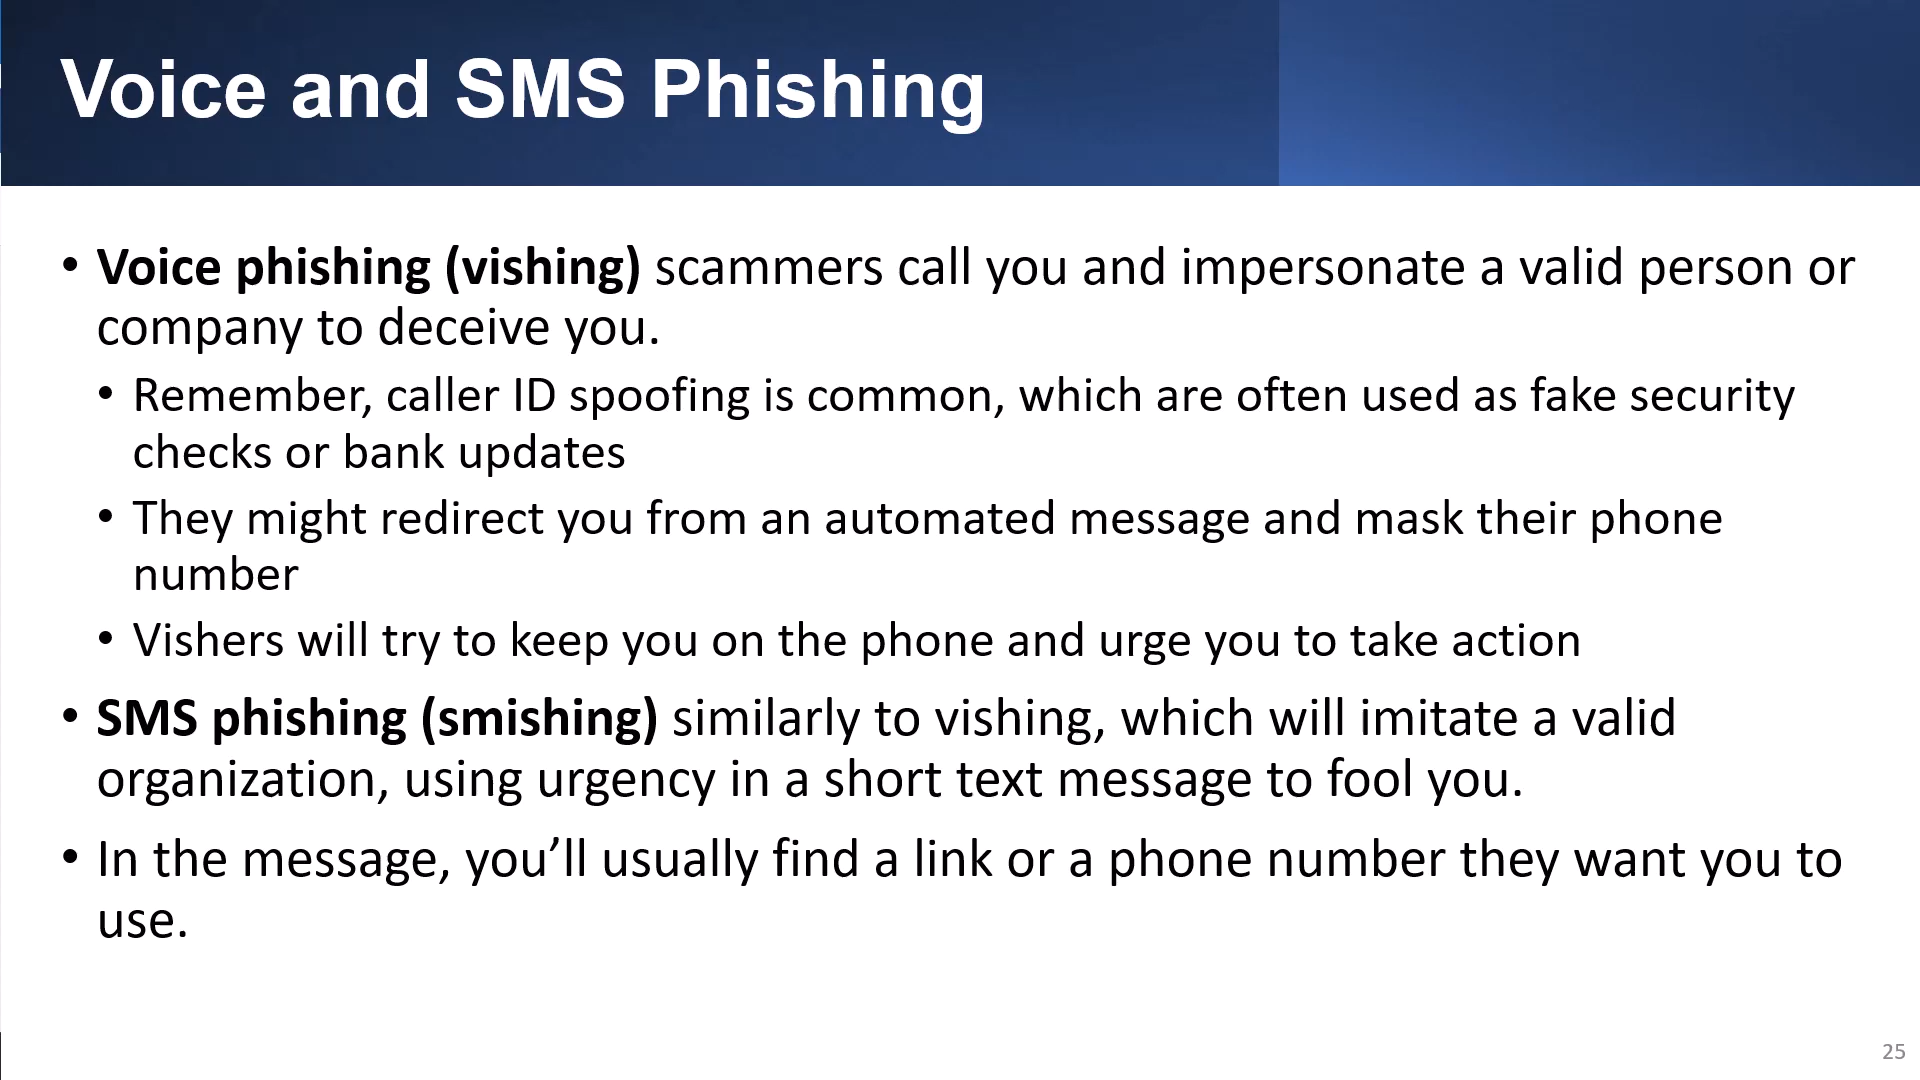 Voice and SMS Phishing
• Voice phishing (vishing) scammers call you and impersonate a valid person or
company to deceive you.
• Remember, caller ID spoofing is common, which are often used as fake security
checks or bank updates
• They might redirect you from an automated message and mask their phone
number
• Vishers will try to keep you on the phone and urge you to take action
• SMS phishing (smishing) similarly to vishing, which will imitate a valid
organization, using urgency in a short text message to fool you.
• In the message, you’ll usually find a link or a phone number they want you to
use.
25